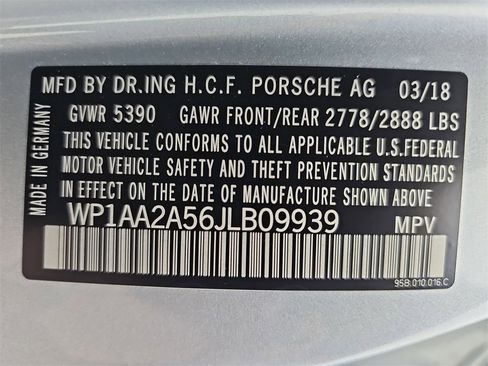 MFD BY DR.ING H.C.F. PORSCHE AG 03/18
GVWR 5390 GAWR FRONT/REAR 2778/2888 LBS
THIS VEHICLE CONFORMS TO ALL APPLICABLE U.S.FEDERAL
MOTOR VEHICLE SAFETY AND THEFT PREVENTION STANDARDS
IN EFFECT ON THE DATE OF MANUFACTURE SHOWN ABOVE.
WP1AA2A56JLB09939 MPV
95B.010.016.C
MADE IN GERMANY